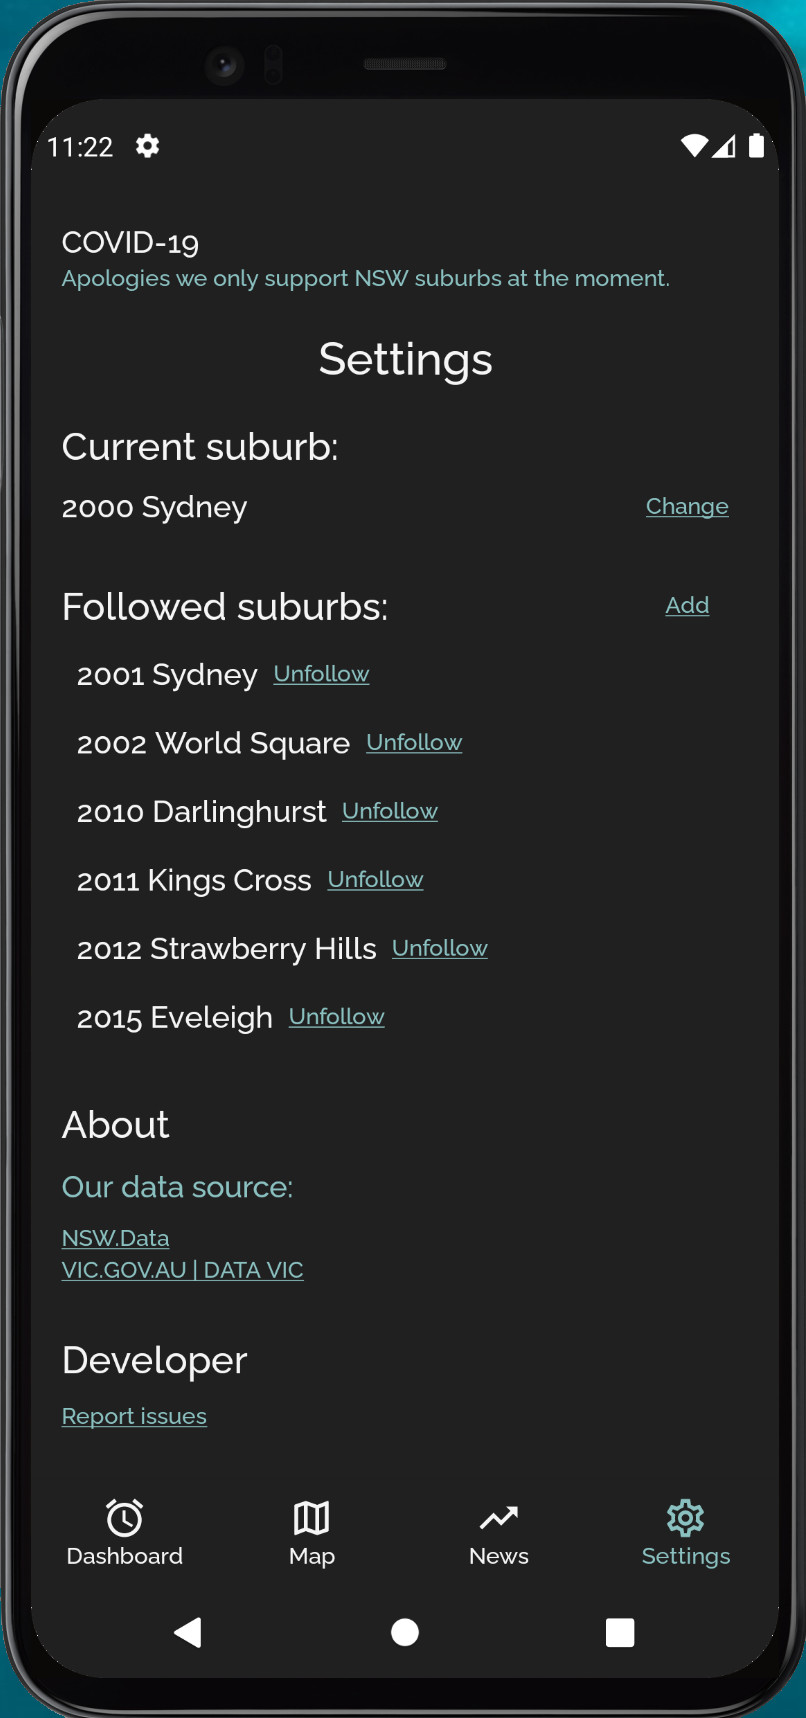 11:22
COVID-19
Apologies we only support NSW suburbs at the moment.
Settings
Current suburb:
2000 Sydney Change
Followed suburbs: Add
2001 Sydney Unfollow
2002 World Square Unfollow
2010 Darlinghurst Unfollow
2011 Kings Cross Unfollow
2012 Strawberry Hills Unfollow
2015 Eveleigh Unfollow
About
Our data source:
NSW.Data
VIC.GOV.AU | DATA VIC
Developer
Report issues
Dashboard Map News Settings